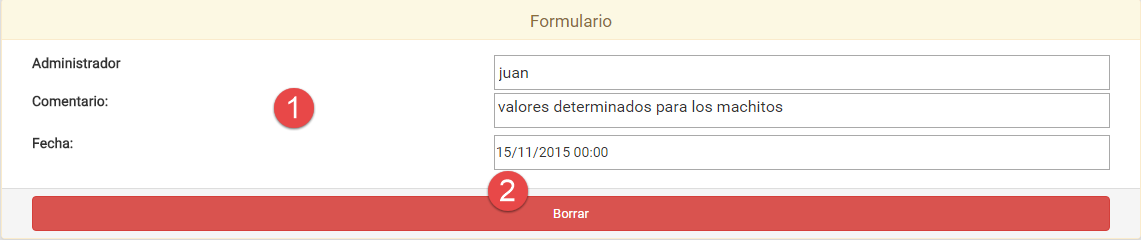 Formulario
Administrador
juan
Comentario:
1
valores determinados para los machitos
Fecha:
15/11/2015 00:00
2
Borrar